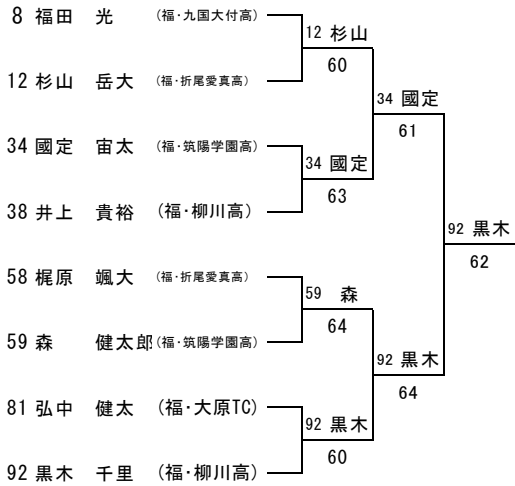 8 福田 光 (福・九国大付高)
12 杉山
60
12 杉山 岳大 (福・折尾愛真高)
34 國定
61
34 國定 宙太 (福・筑陽学園高)
34 國定
63
38 井上 貴裕 (福・柳川高)
92 黒木
62
58 梶原 颯大 (福・折尾愛真高)
59 森
64
59 森 健太郎 (福・筑陽学園高)
92 黒木
64
81 弘中 健太 (福・大原TC)
92 黒木
60
92 黒木 千里 (福・柳川高)